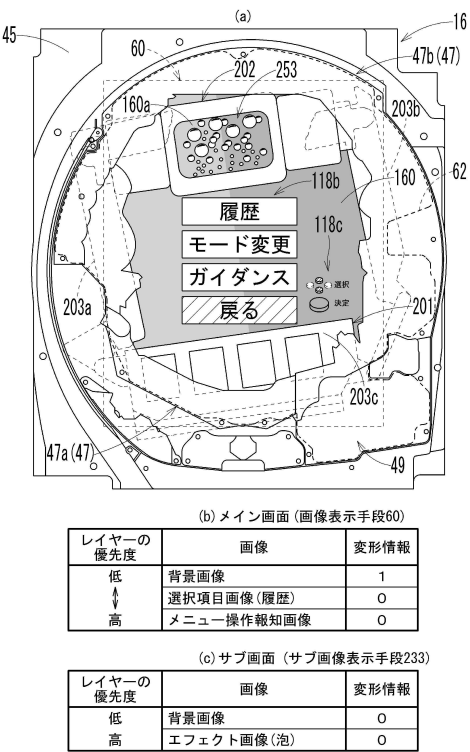 (a)
45
16
60
47b(47)
202
253
160a
203b
62
118b
160
履歴
118c
モード変更
ガイダンス
選択
決定
203a
戻る
201
203c
47a(47)
49
(b)メイン画面(画像表示手段60)
レイヤーの優先度 画像 変形情報
低 背景画像 1
選択項目画像(履歴) 0
高 メニュー操作報知画像 0
(c)サブ画面(サブ画像表示手段233)
レイヤーの優先度 画像 変形情報
低 背景画像 0
高 エフェクト画像(泡) 0